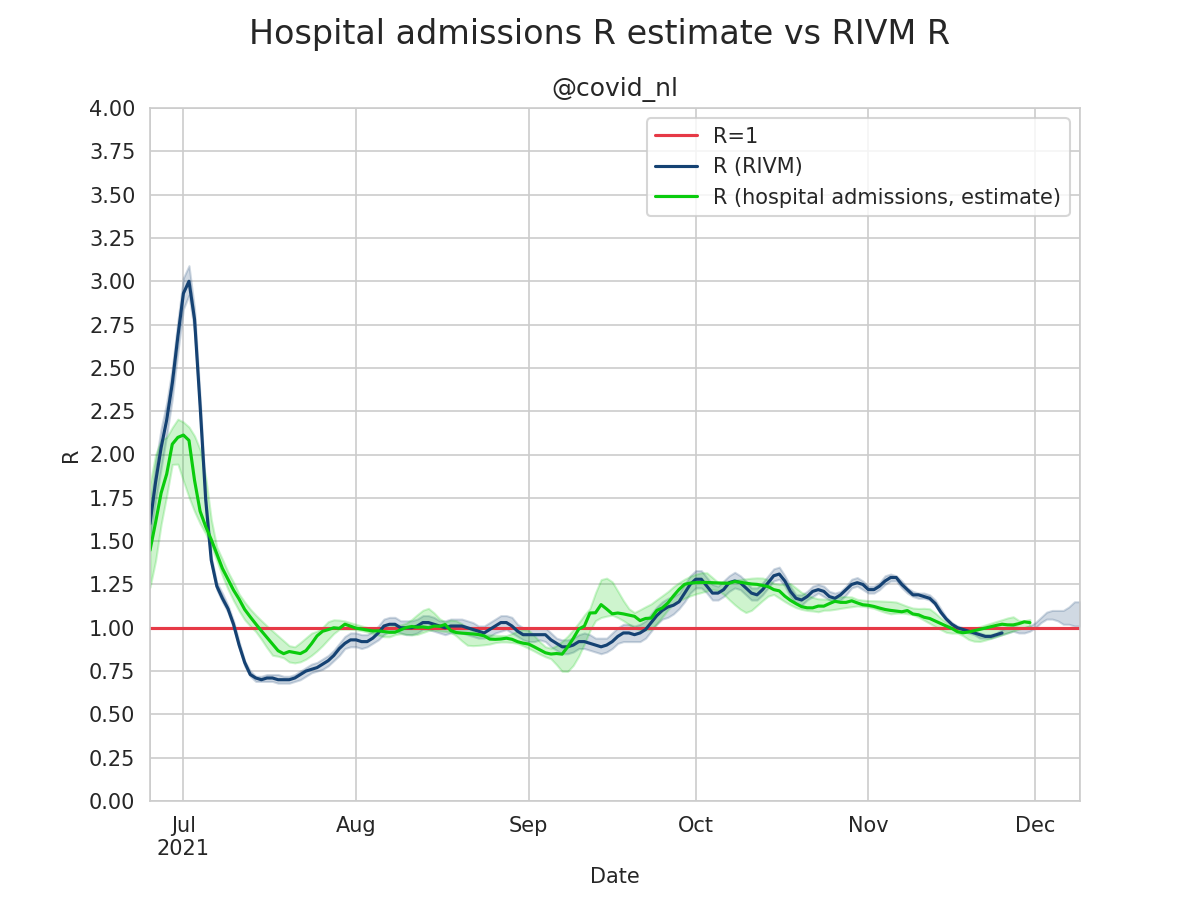 Hospital admissions R estimate vs RIVM R
@covid_nl
R=1
R (RIVM)
R (hospital admissions, estimate)
4.00
3.75
3.50
3.25
3.00
2.75
2.50
2.25
2.00
1.75
1.50
1.25
1.00
0.75
0.50
0.25
0.00
R
Jul Aug Sep Oct Nov Dec
2021
Date